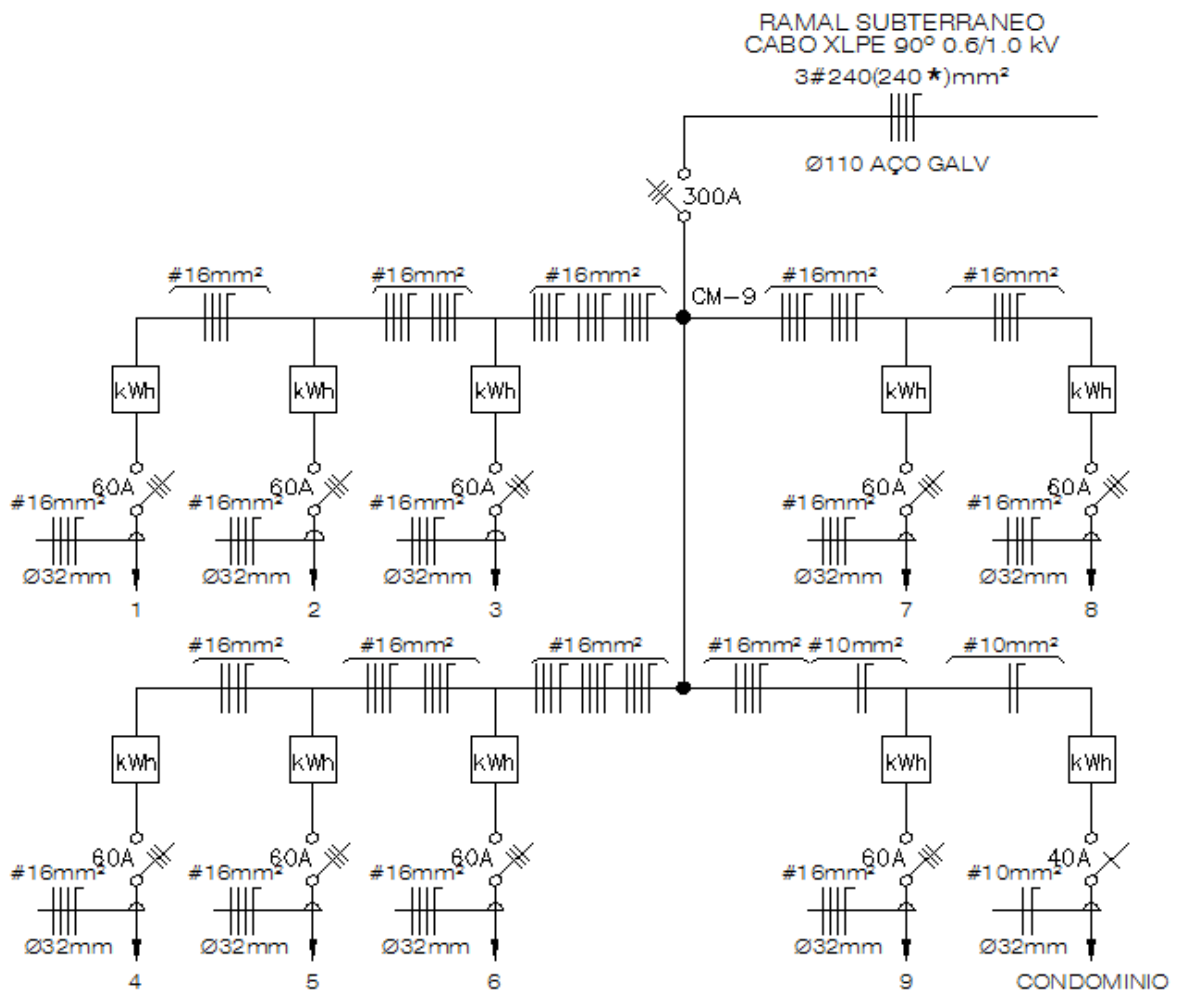 RAMAL SUBTERRANEO
CABO XLPE 90º 0.6/1.0 kV
3#240(240 *)mm²
Ø110 AÇO GALV
300A
#16mm² #16mm² #16mm² #16mm² #16mm²
CM-9
kWh kWh kWh kWh kWh
60A 60A 60A 60A 60A
#16mm² #16mm² #16mm² #16mm² #16mm²
Ø32mm Ø32mm Ø32mm Ø32mm Ø32mm
1 2 3 7 8
#16mm² #16mm² #16mm² #16mm² #10mm² #10mm²
kWh kWh kWh kWh kWh
60A 60A 60A 60A 40A
#16mm² #16mm² #16mm² #16mm² #10mm²
Ø32mm Ø32mm Ø32mm Ø32mm Ø32mm
4 5 6 9 CONDOMINIO